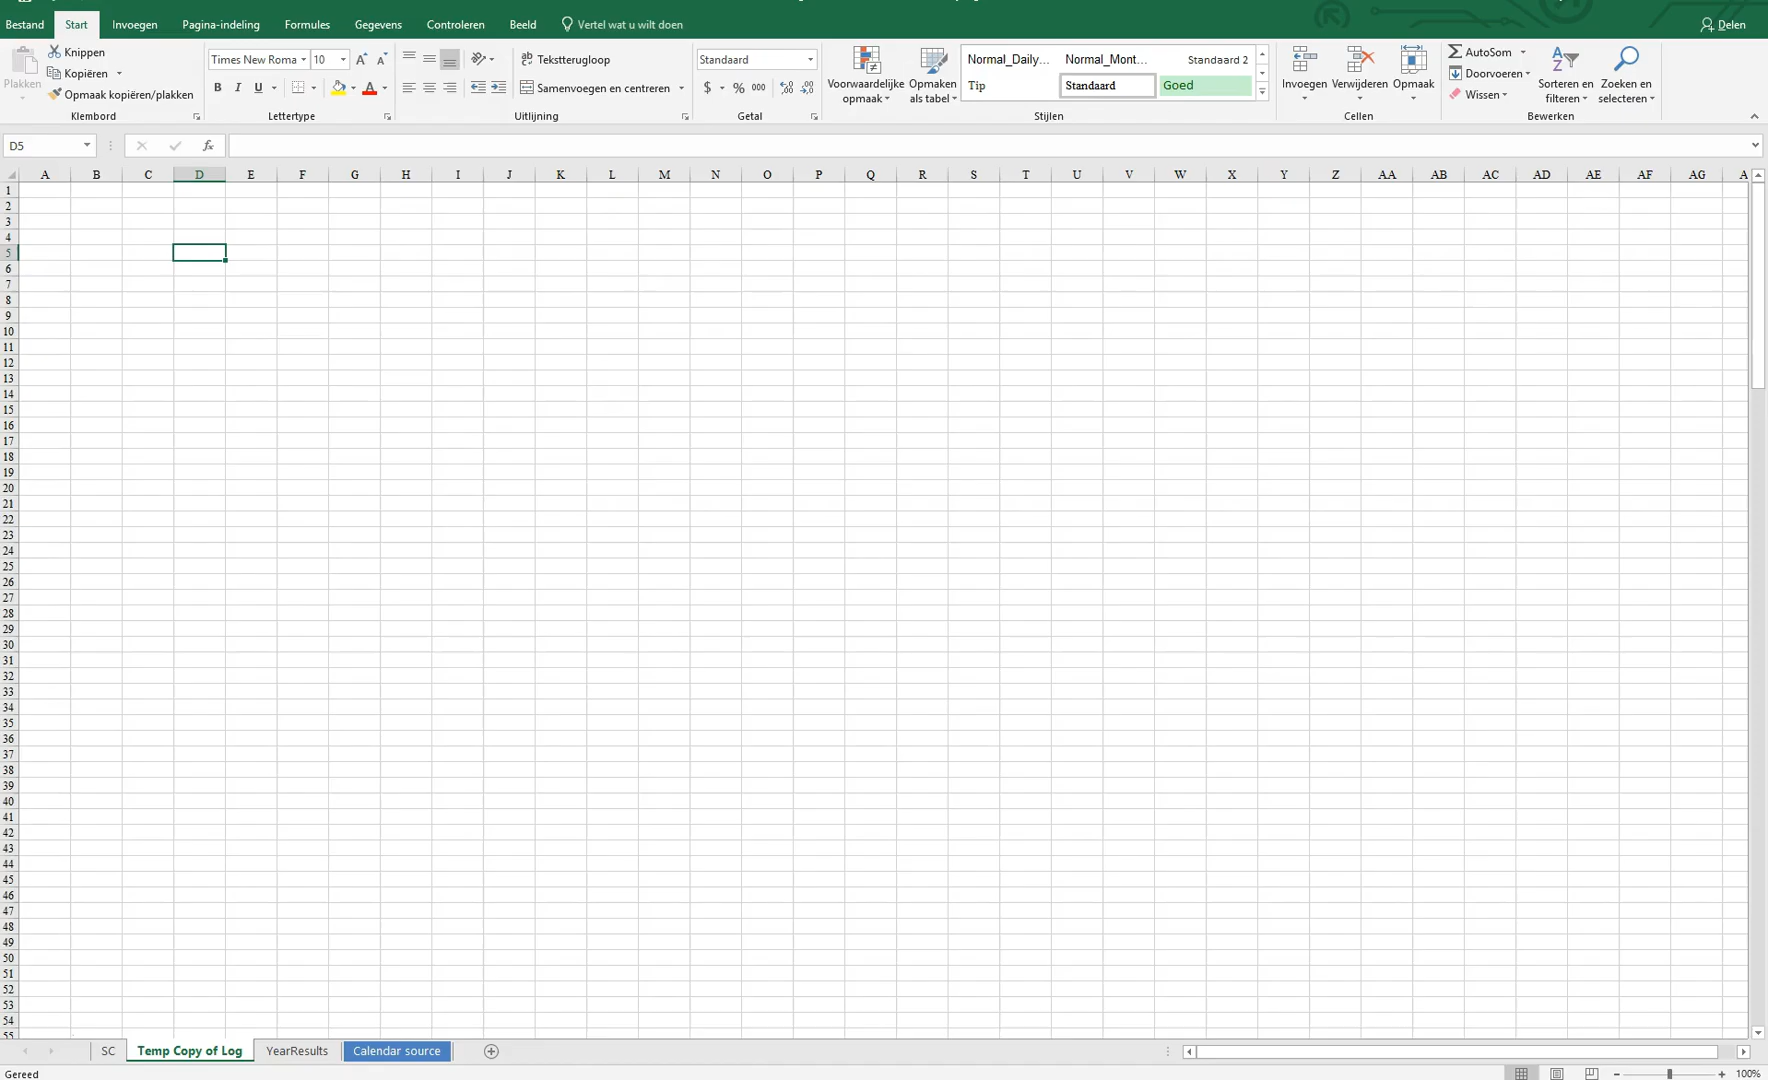 Bestand Start Invoegen Pagina-indeling Formules Gegevens Controleren Beeld Vertel wat u wilt doen Delen
Plakken
Knippen
Kopiëren
Opmaak kopiëren/plakken
Klembord
Times New Roma 10
B I U
Lettertype
Tekstterugloop
Samenvoegen en centreren
Uitlijning
Standaard
$ % 000
Getal
Voorwaardelijke opmaak
Opmaken als tabel
Normal_Daily... Normal_Mont... Standaard 2
Tip Standaard Goed
Stijlen
Invoegen Verwijderen Opmaak
Cellen
AutoSom
Doorvoeren
Wissen
Sorteren en filteren
Zoeken en selecteren
Bewerken
D5 fx
A B C D E F G H I J K L M N O P Q R S T U V W X Y Z AA AB AC AD AE AF AG A
1
2
3
4
5
6
7
8
9
10
11
12
13
14
15
16
17
18
19
20
21
22
23
24
25
26
27
28
29
30
31
32
33
34
35
36
37
38
39
40
41
42
43
44
45
46
47
48
49
50
51
52
53
54
55
SC Temp Copy of Log YearResults Calendar source
Gereed 100%